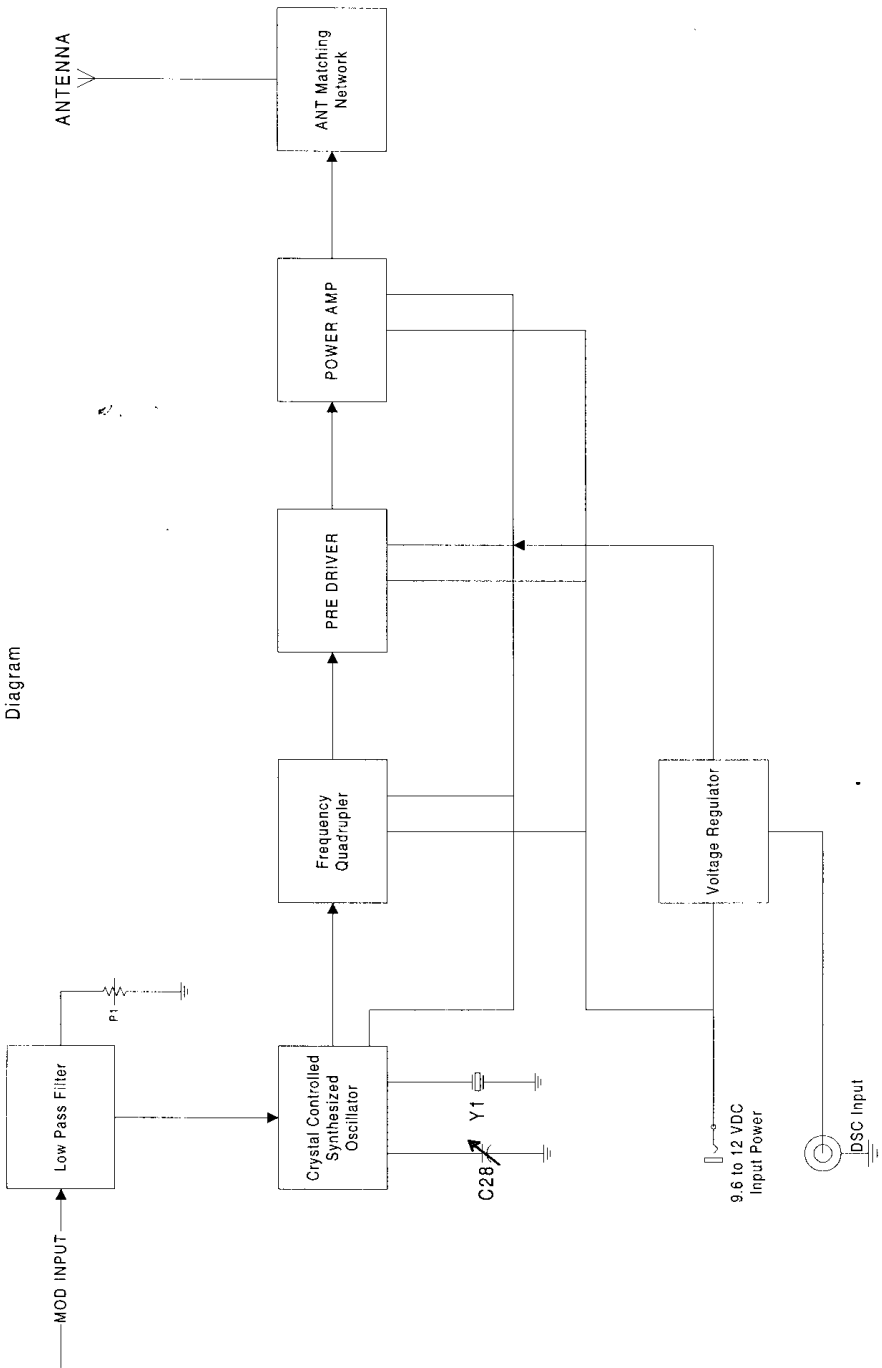 Diagram
MOD INPUT
Low Pass Filter
P1
Crystal Controlled
Synthesized
Oscillator
C28
Y1
Frequency
Quadrupler
PRE DRIVER
POWER AMP
ANT Matching
Network
ANTENNA
9.6 to 12 VDC
Input Power
DSC Input
Voltage Regulator